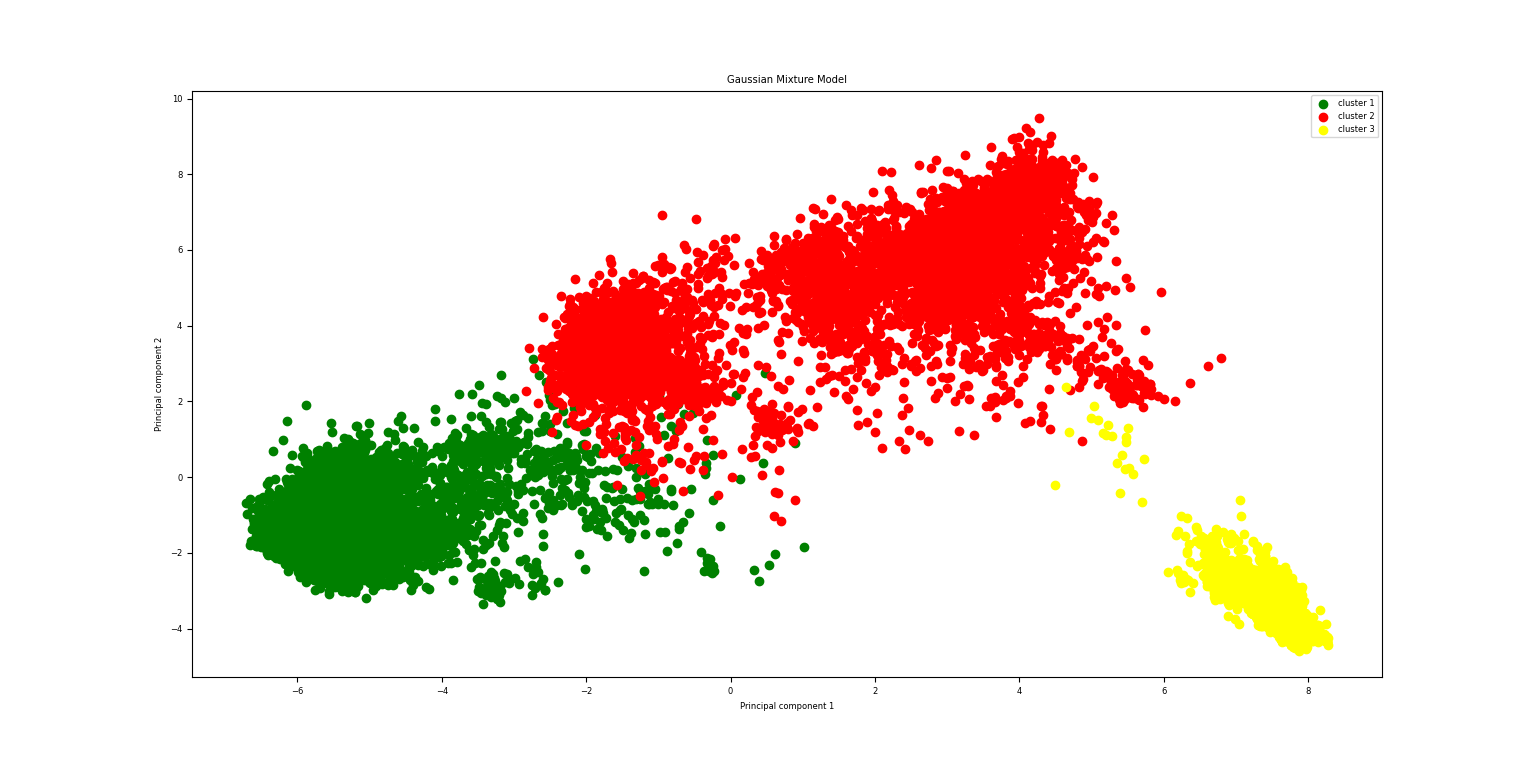 Gaussian Mixture Model
cluster 1
cluster 2
cluster 3
10
8
6
4
2
0
−2
−4
Principal component 2
−6
−4
−2
0
2
4
6
8
Principal component 1